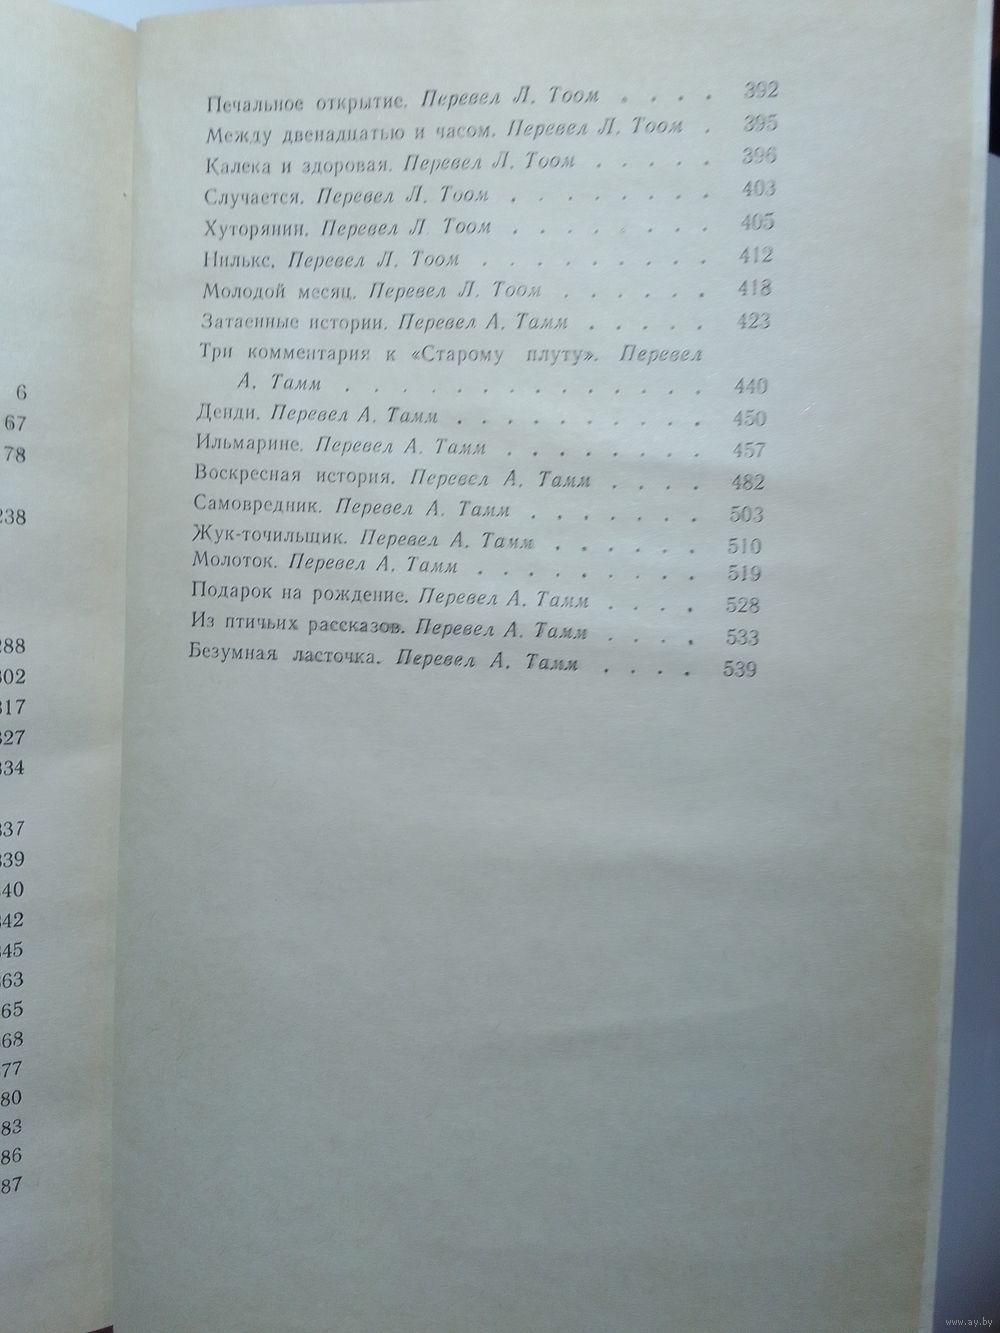 6
67
78
238
288
302
317
327
334
337
339
340
342
345
363
365
368
377
380
383
386
387
Печальное открытие. Перевел Л. Тоом . . . . 392
Между двенадцатью и часом. Перевел Л. Тоом . 395
Калека и здоровая. Перевел Л. Тоом . . . . . 396
Случается. Перевел Л. Тоом . . . . . . . . 403
Хуторянин. Перевел Л. Тоом . . . . . . . . 405
Нилькс. Перевел Л. Тоом . . . . . . . . . 412
Молодой месяц. Перевел Л. Тоом . . . . . . 418
Затаенные истории. Перевел А. Тамм . . . . . 423
Три комментария к «Старому плуту». Перевел
А. Тамм . . . . . . . . . . . . . 440
Денди. Перевел А. Тамм . . . . . . . . . . 450
Ильмарине. Перевел А. Тамм . . . . . . . . 457
Воскресная история. Перевел А. Тамм . . . . 482
Самовредник. Перевел А. Тамм . . . . . . . 503
Жук-точильщик. Перевел А. Тамм . . . . . . 510
Молоток. Перевел А. Тамм . . . . . . . . . 519
Подарок на рождение. Перевел А. Тамм . . . . 528
Из птичьих рассказов. Перевел А. Тамм . . . . 533
Безумная ласточка. Перевел А. Тамм . . . . 539
www.ay.by